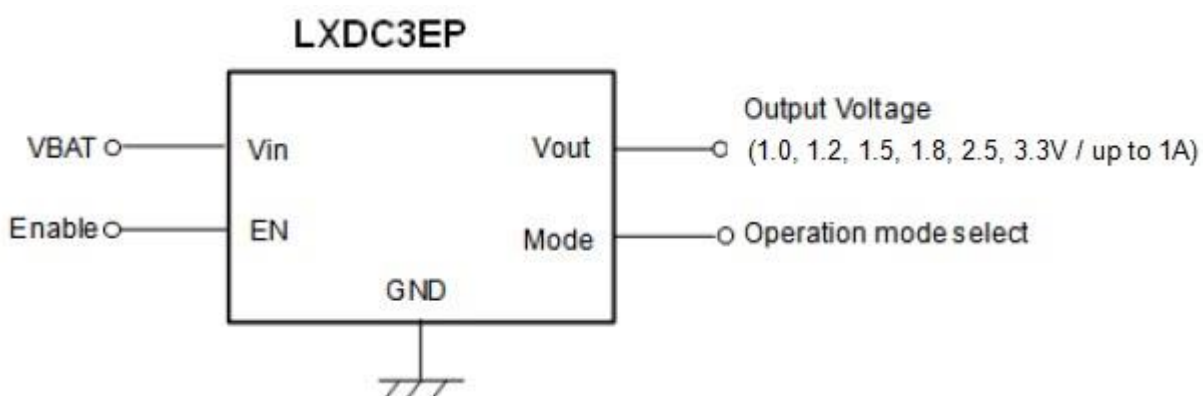 LXDC3EP
Output Voltage
VBAT Vin Vout (1.0, 1.2, 1.5, 1.8, 2.5, 3.3V / up to 1A)
Enable EN Mode Operation mode select
GND